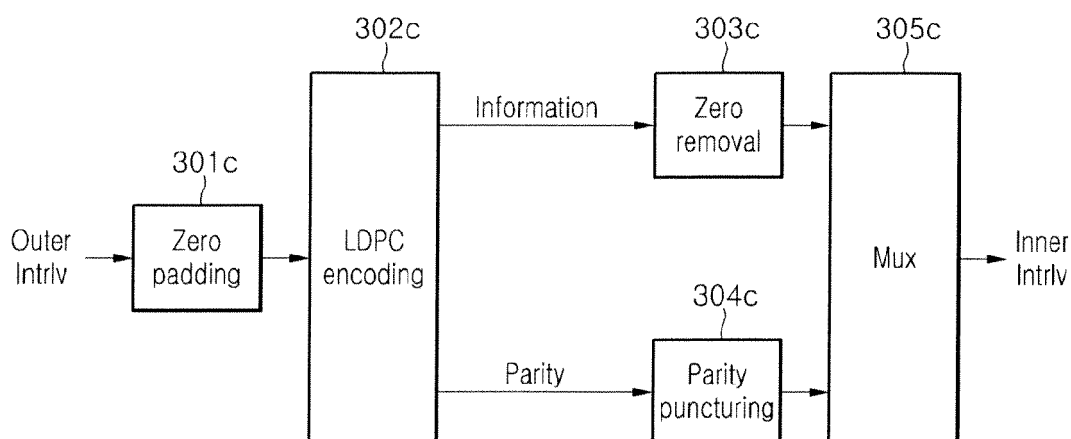 302c
303c
305c
Information
Zero
removal
301c
Outer
Intrlv
Zero
padding
LDPC
encoding
Mux
Inner
Intrlv
304c
Parity
Parity
puncturing